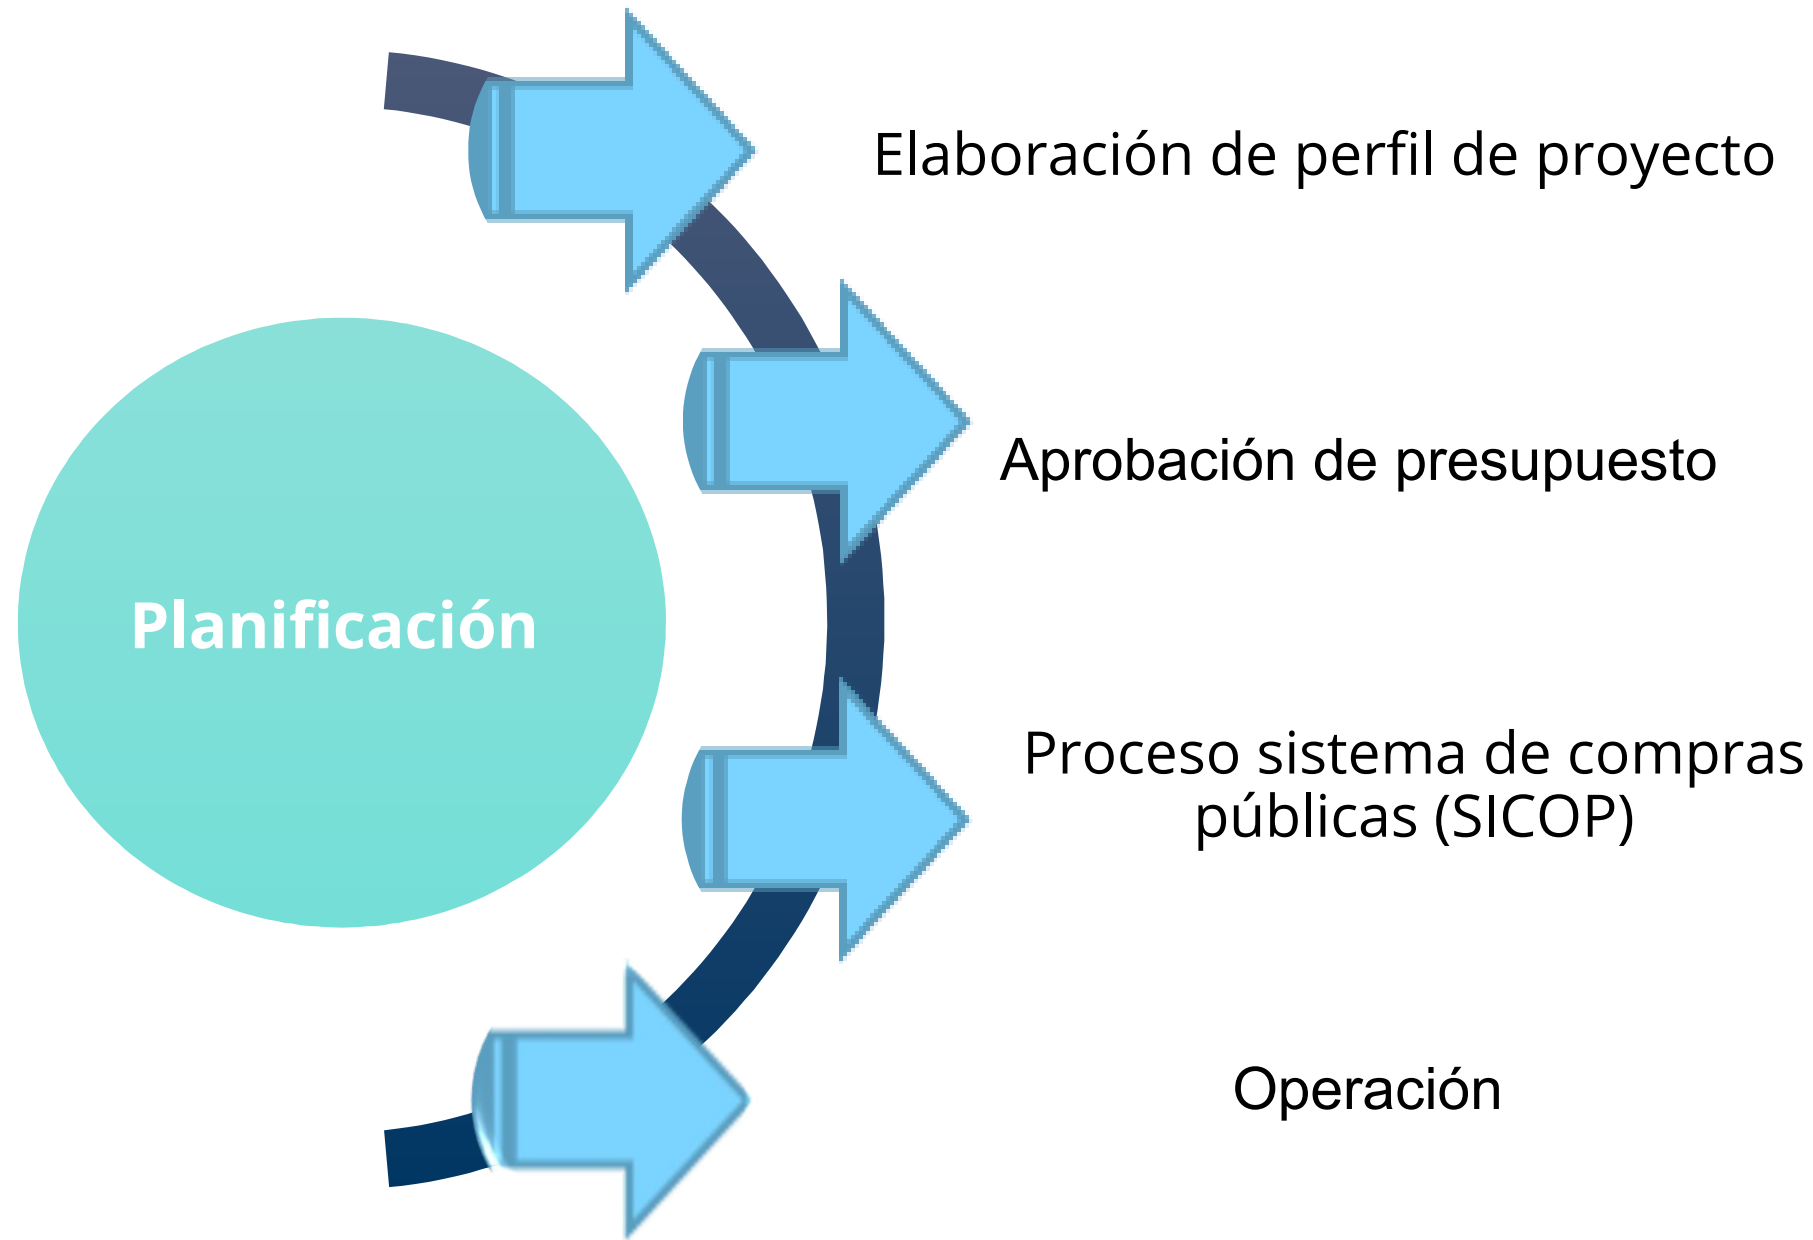 Elaboración de perfil de proyecto
Aprobación de presupuesto
Planificación
Proceso sistema de compras
públicas (SICOP)
Operación